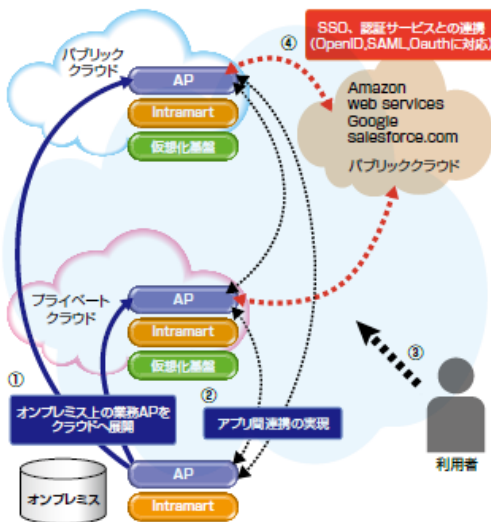 SSO、認証サービスとの連携
(OpenID,SAML,Oauthに対応)
④
パブリック
クラウド
AP
Intramart
仮想化基盤
Amazon
web services
Google
salesforce.com
パブリッククラウド
プライベート
クラウド
AP
Intramart
仮想化基盤
①
オンプレミス上の業務APを
クラウドへ展開
②
アプリ間連携の実現
③
利用者
オンプレミス
AP
Intramart